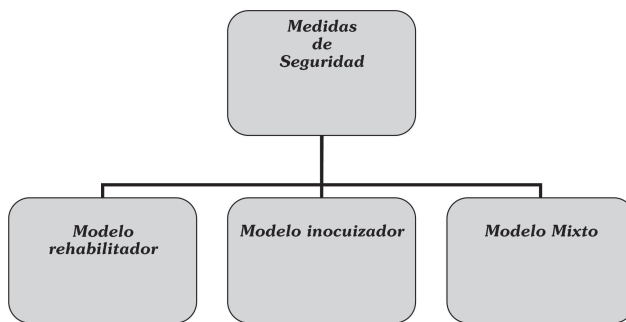 Medidas
de
Seguridad
Modelo
rehabilitador
Modelo inocuizador
Modelo Mixto